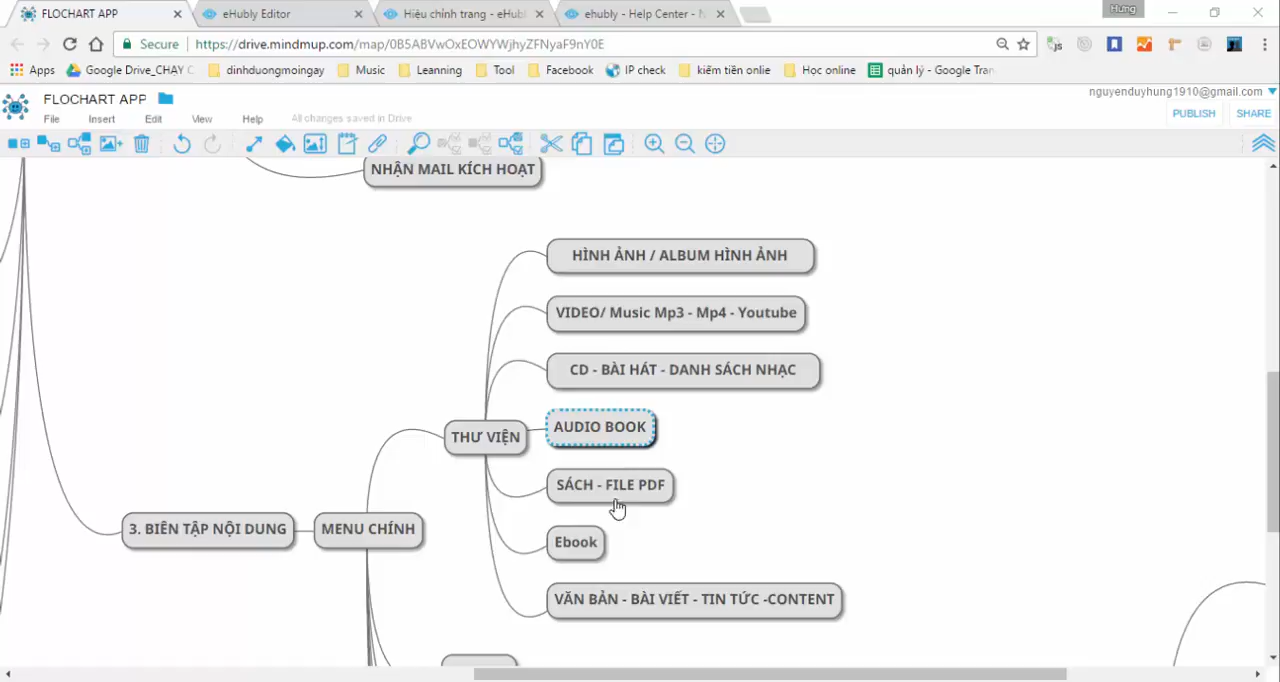 FLOCHART APP
eHubly Editor
Hiệu chỉnh trang - eHubl
ehubly - Help Center - N
Hưng
Secure
https://drive.mindmup.com/map/0B5ABVwOxEOWYWjhyZFNyaF9nY0E
Apps
Google Drive_CHAY C
dinhduongmoingay
Music
Leanning
Tool
Facebook
IP check
kiếm tiền onlie
Học online
quản lý - Google Tran
FLOCHART APP
nguyenduyhung1910@gmail.com
File
Insert
Edit
View
Help
All changes saved in Drive
PUBLISH
SHARE
NHẬN MAIL KÍCH HOẠT
HÌNH ẢNH / ALBUM HÌNH ẢNH
VIDEO/ Music Mp3 - Mp4 - Youtube
CD - BÀI HÁT - DANH SÁCH NHẠC
AUDIO BOOK
THƯ VIỆN
SÁCH - FILE PDF
3. BIÊN TẬP NỘI DUNG
MENU CHÍNH
Ebook
VĂN BẢN - BÀI VIẾT - TIN TỨC -CONTENT